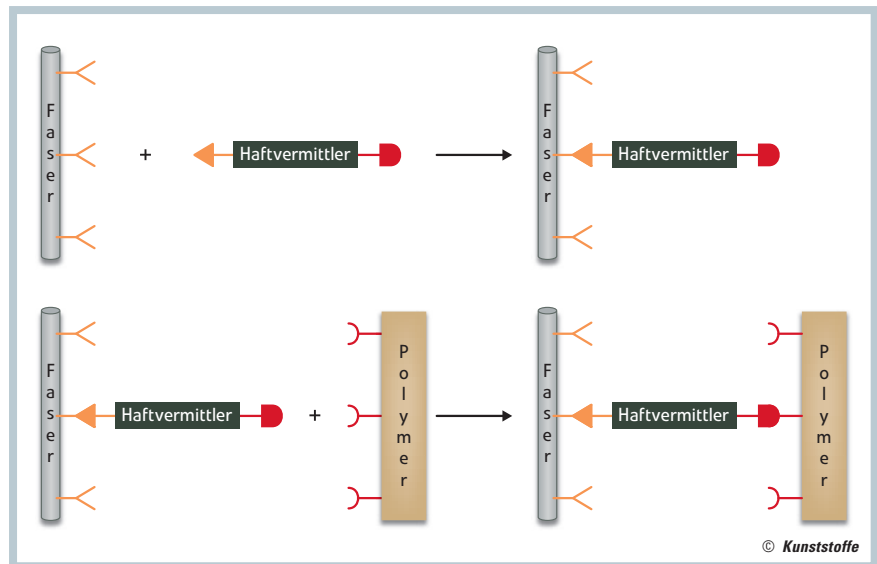 Faser
+
Haftvermittler
Faser
Haftvermittler
Faser
Haftvermittler
+
Polymer
Faser
Haftvermittler
Polymer
© Kunststoffe